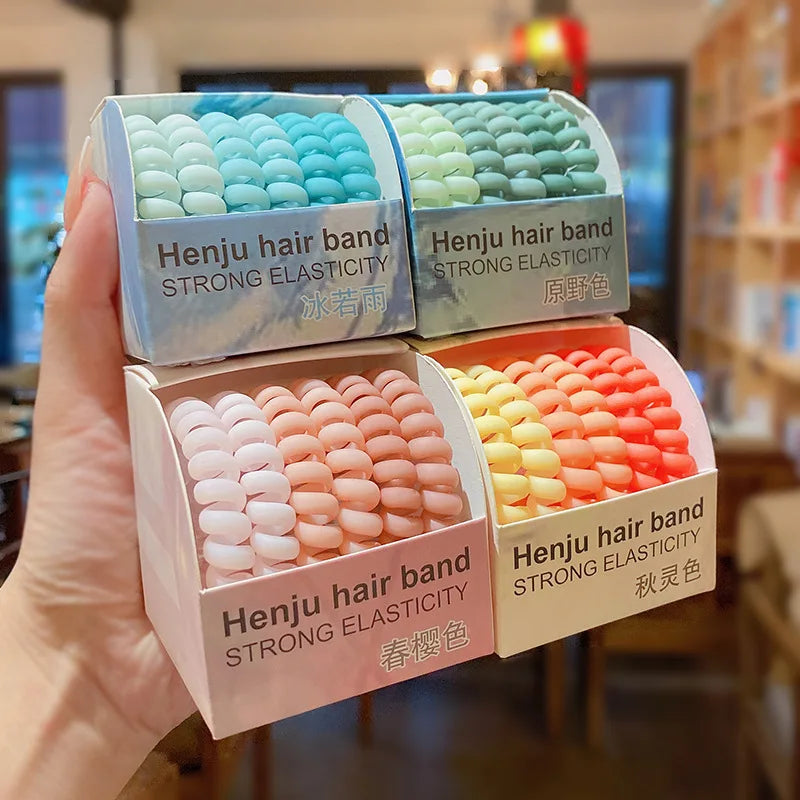 Henju hair band
STRONG ELASTICITY
冰若雨
Henju hair band
STRONG ELASTICITY
原野色
Henju hair band
STRONG ELASTICITY
春樱色
Henju hair band
STRONG ELASTICITY
秋灵色